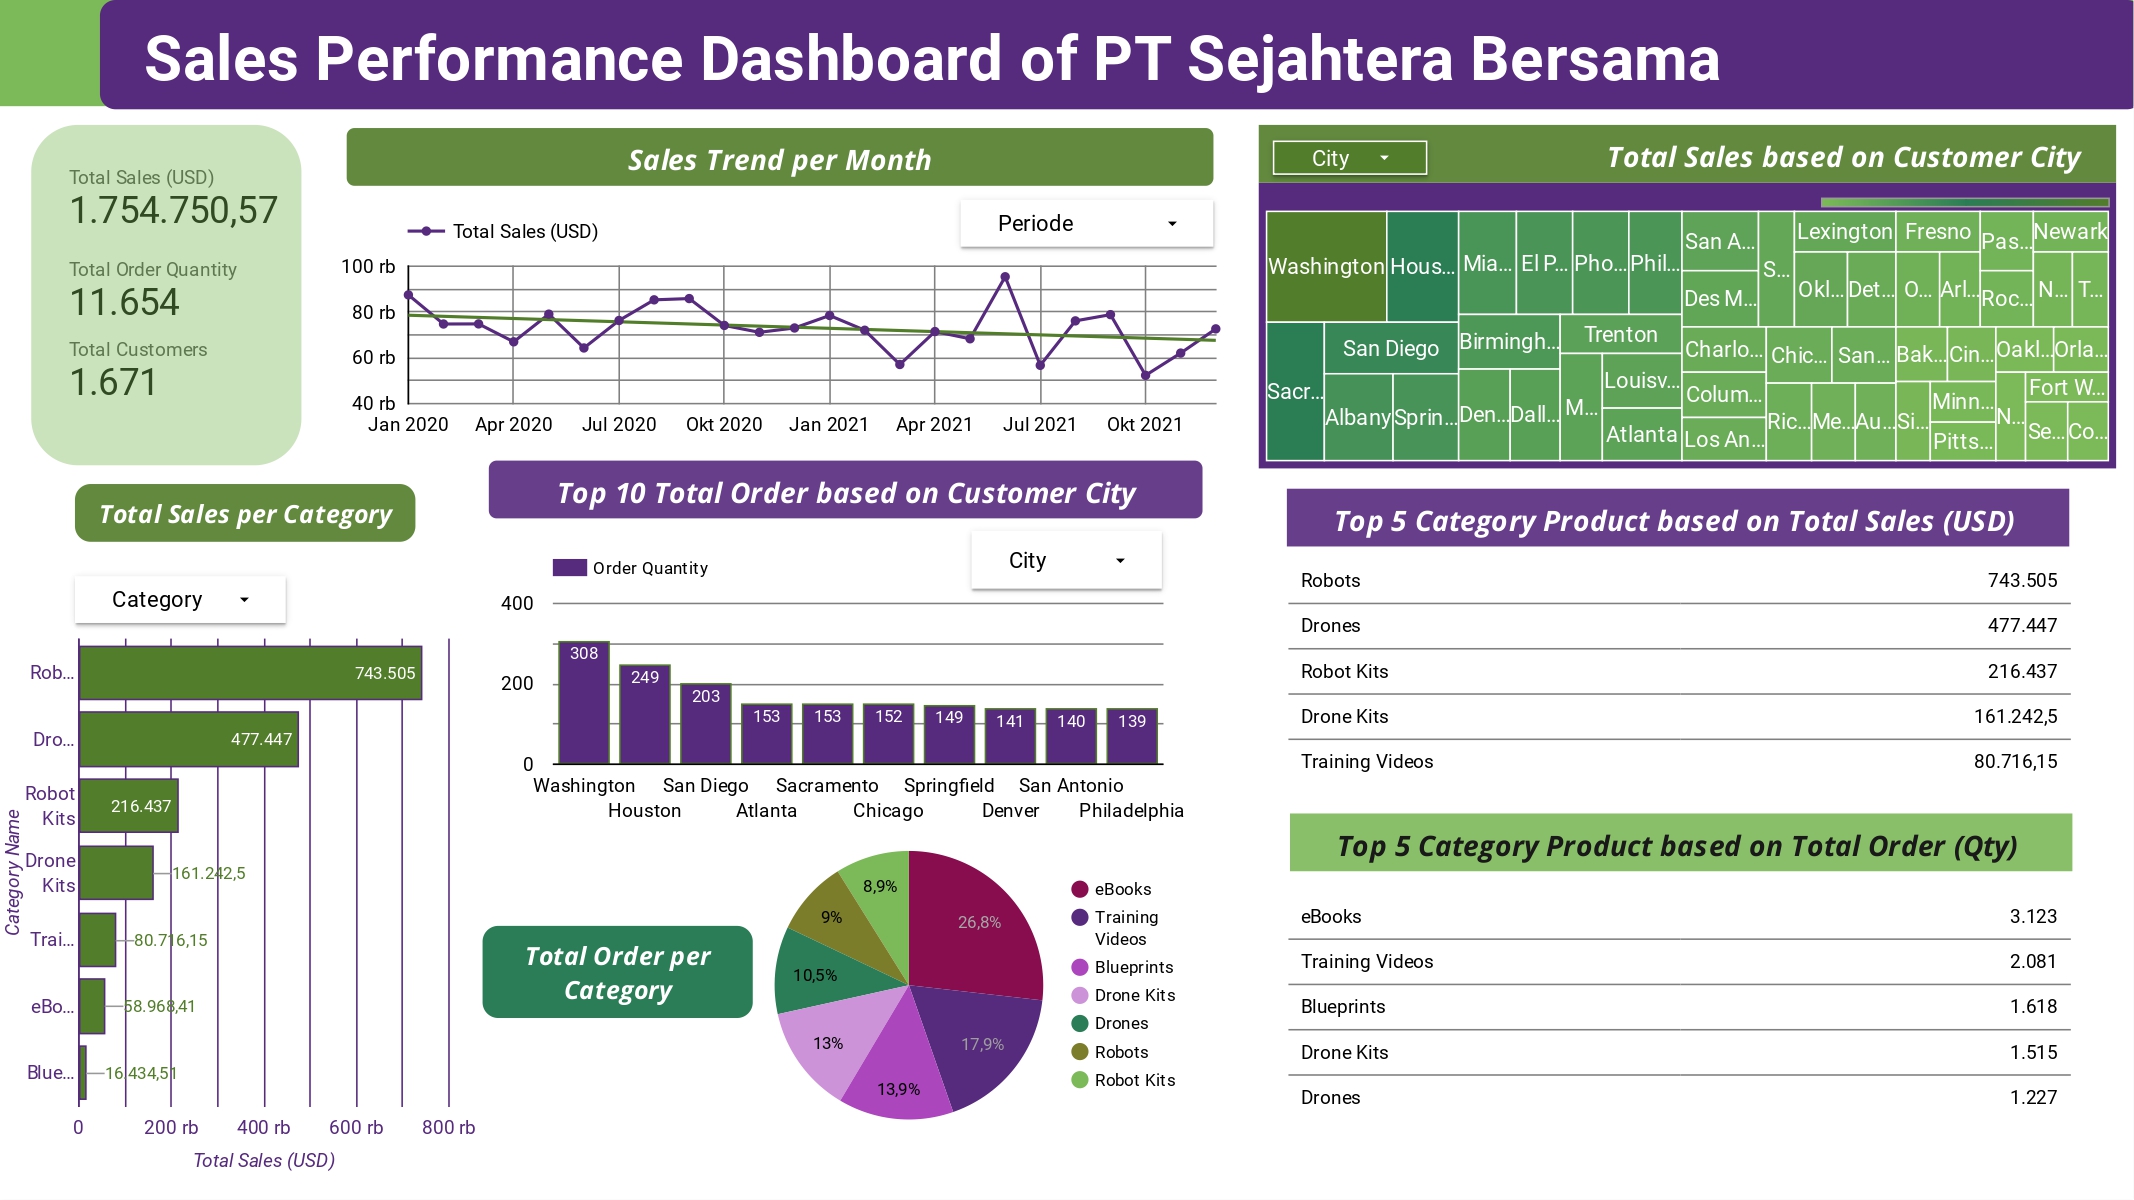 Sales Performance Dashboard of PT Sejahtera Bersama
Total Sales (USD)
1.754.750,57
Total Order Quantity
11.654
Total Customers
1.671
Sales Trend per Month
Periode
Total Sales (USD)
100 rb
80 rb
60 rb
40 rb
Jan 2020 Apr 2020 Jul 2020 Okt 2020 Jan 2021 Apr 2021 Jul 2021 Okt 2021
City
Total Sales based on Customer City
Washington Hous... Mia... El P... Pho... Phil... San A... S... Lexington Fresno Pas... Newark
Des M... Okl... Det... O... Arl... Roc... N... T...
Sacr... San Diego Birmingh... Trenton Charlo... Chic... San... Bak... Cin... Oakl... Orla...
Albany Sprin... Den... Dall... M... Louisv... Colum... Ric... Me... Au... Si... Minn... N... Fort W...
Atlanta Los An... Pitts... Se... Co...
Total Sales per Category
Category
Category Name
Rob... 743.505
Dro... 477.447
Robot
Kits
216.437
Drone
Kits
161.242,5
Trai... 80.716,15
eBo... 58.968,41
Blue... 16.434,51
0 200 rb 400 rb 600 rb 800 rb
Total Sales (USD)
Top 10 Total Order based on Customer City
City
Order Quantity
400
200
0
308 249 203 153 153 152 149 141 140 139
Washington San Diego Sacramento Springfield San Antonio
Houston Atlanta Chicago Denver Philadelphia
Total Order per
Category
26,8%
17,9%
13,9%
13%
10,5%
9%
8,9%
eBooks
Training
Videos
Blueprints
Drone Kits
Drones
Robots
Robot Kits
Top 5 Category Product based on Total Sales (USD)
Robots 743.505
Drones 477.447
Robot Kits 216.437
Drone Kits 161.242,5
Training Videos 80.716,15
Top 5 Category Product based on Total Order (Qty)
eBooks 3.123
Training Videos 2.081
Blueprints 1.618
Drone Kits 1.515
Drones 1.227